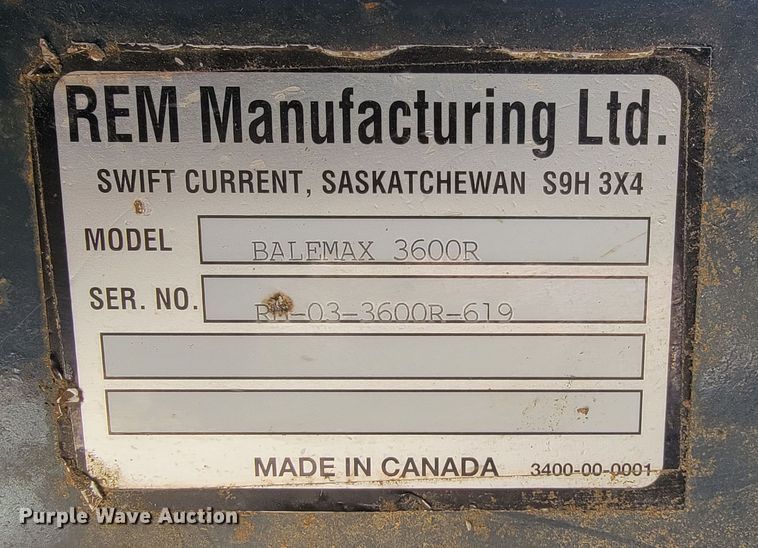 REM Manufacturing Ltd.
SWIFT CURRENT, SASKATCHEWAN S9H 3X4
MODEL BALEMAX 3600R
SER. NO. RM-03-3600R-619
MADE IN CANADA 3400-00-0001
Purple Wave Auction